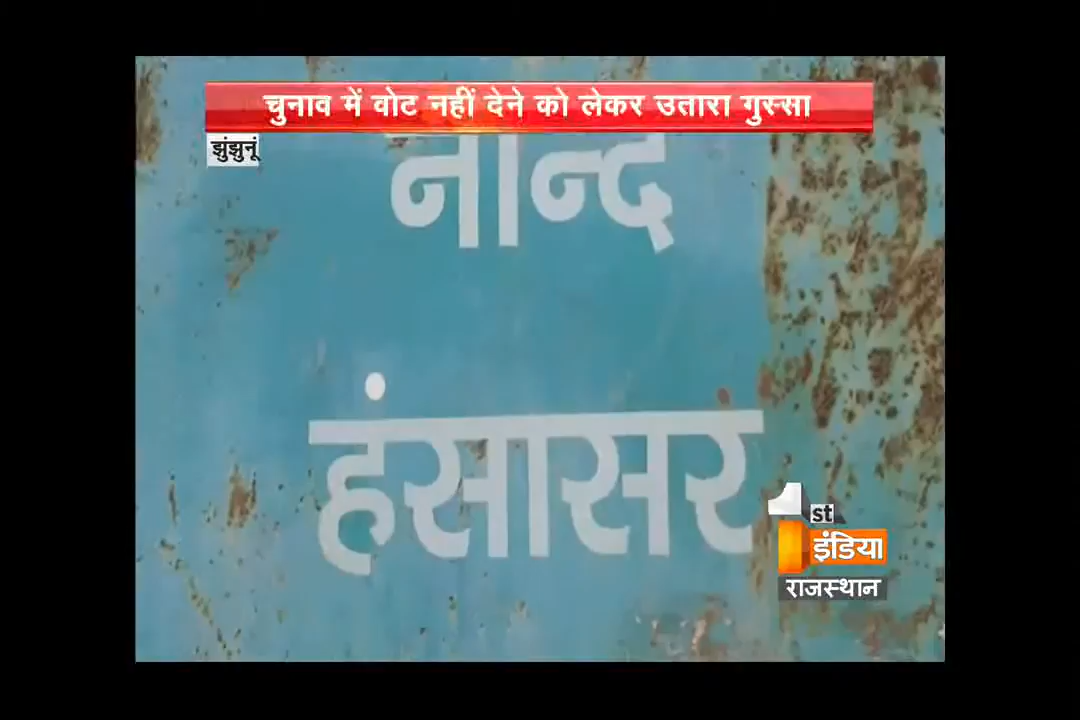 चुनाव में वोट नहीं देने को लेकर उतारा गुस्सा
झुंझुनूं
नान्द
हंसासर
1st
इंडिया
राजस्थान